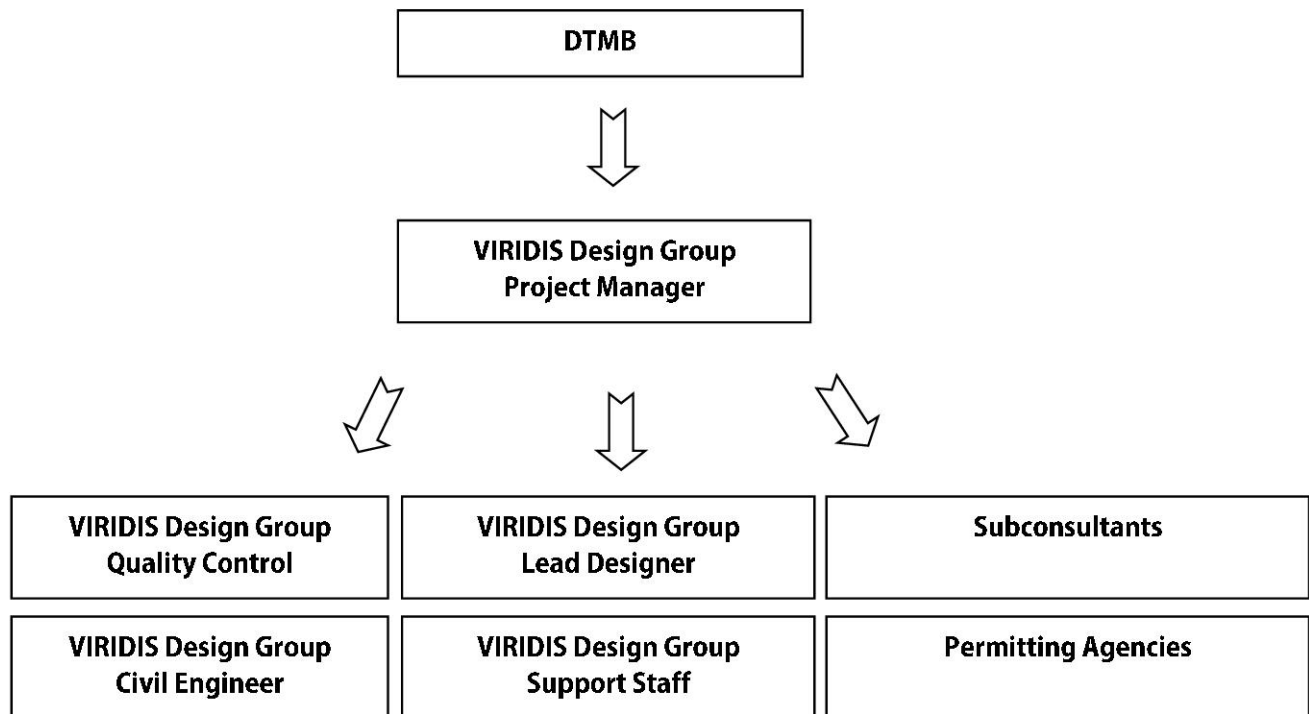 DTMB
VIRIDIS Design Group
Project Manager
VIRIDIS Design Group
Quality Control
VIRIDIS Design Group
Lead Designer
Subconsultants
VIRIDIS Design Group
Civil Engineer
VIRIDIS Design Group
Support Staff
Permitting Agencies